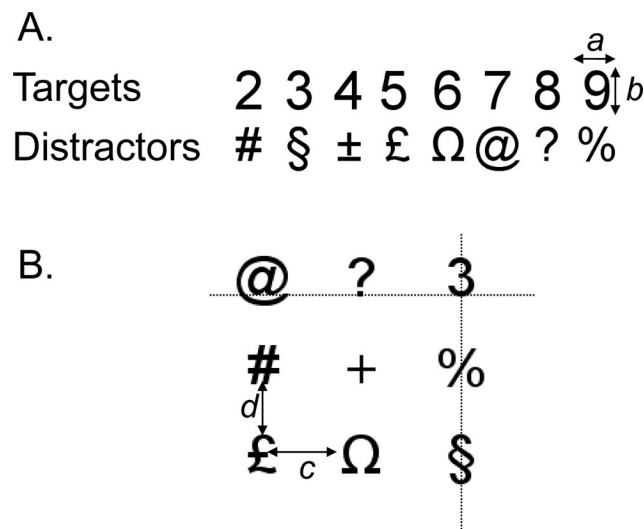 A.
a
Targets 2 3 4 5 6 7 8 9 b
Distractors # § ± £ Ω @ ? %
B.
@ ? 3
# + %
d
£ Ω §
c